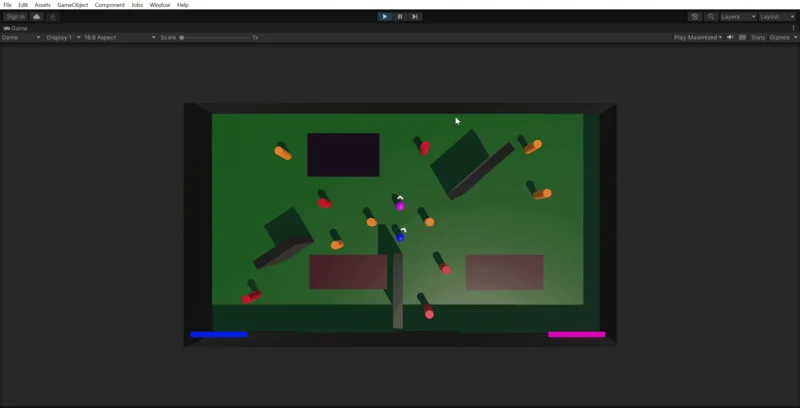 File Edit Assets GameObject Component Jobs Window Help
Sign in Layers Layout
Game
Game Display 1 16:9 Aspect Scale 1x Play Maximized Stats Gizmos